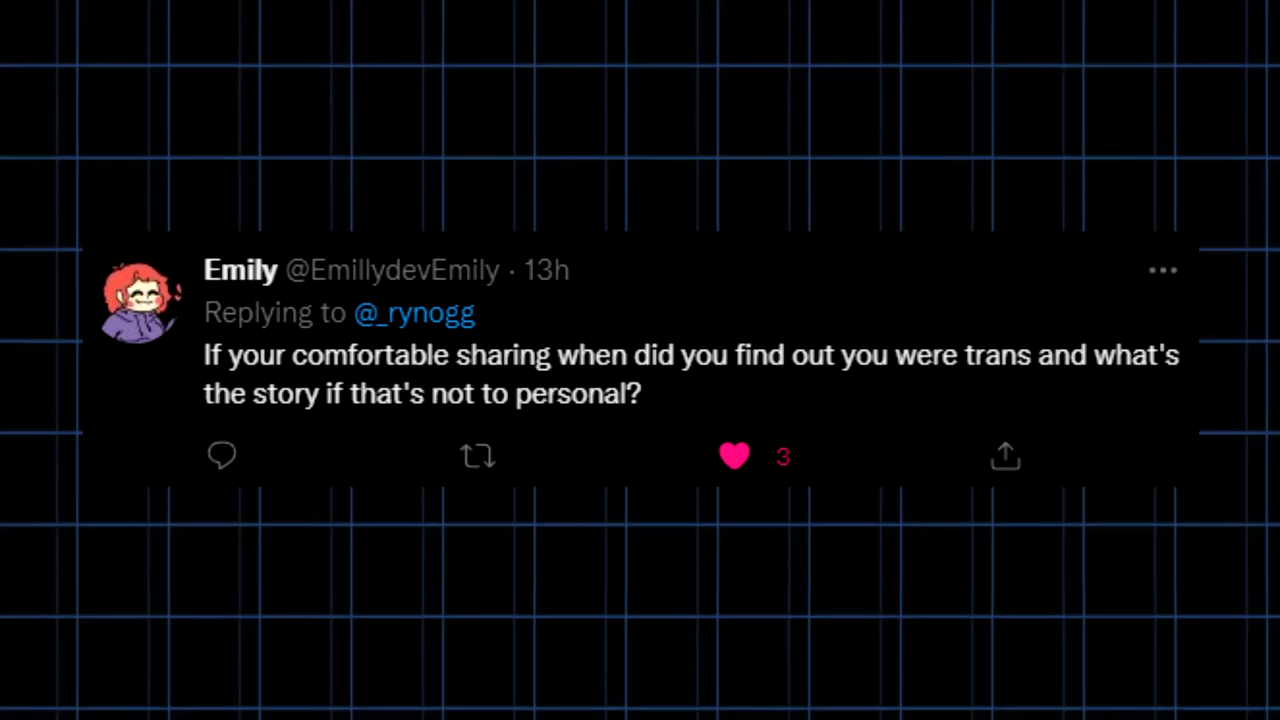 Emily @EmillydevEmily · 13h
Replying to @_rynogg
If your comfortable sharing when did you find out you were trans and what's
the story if that's not to personal?
3